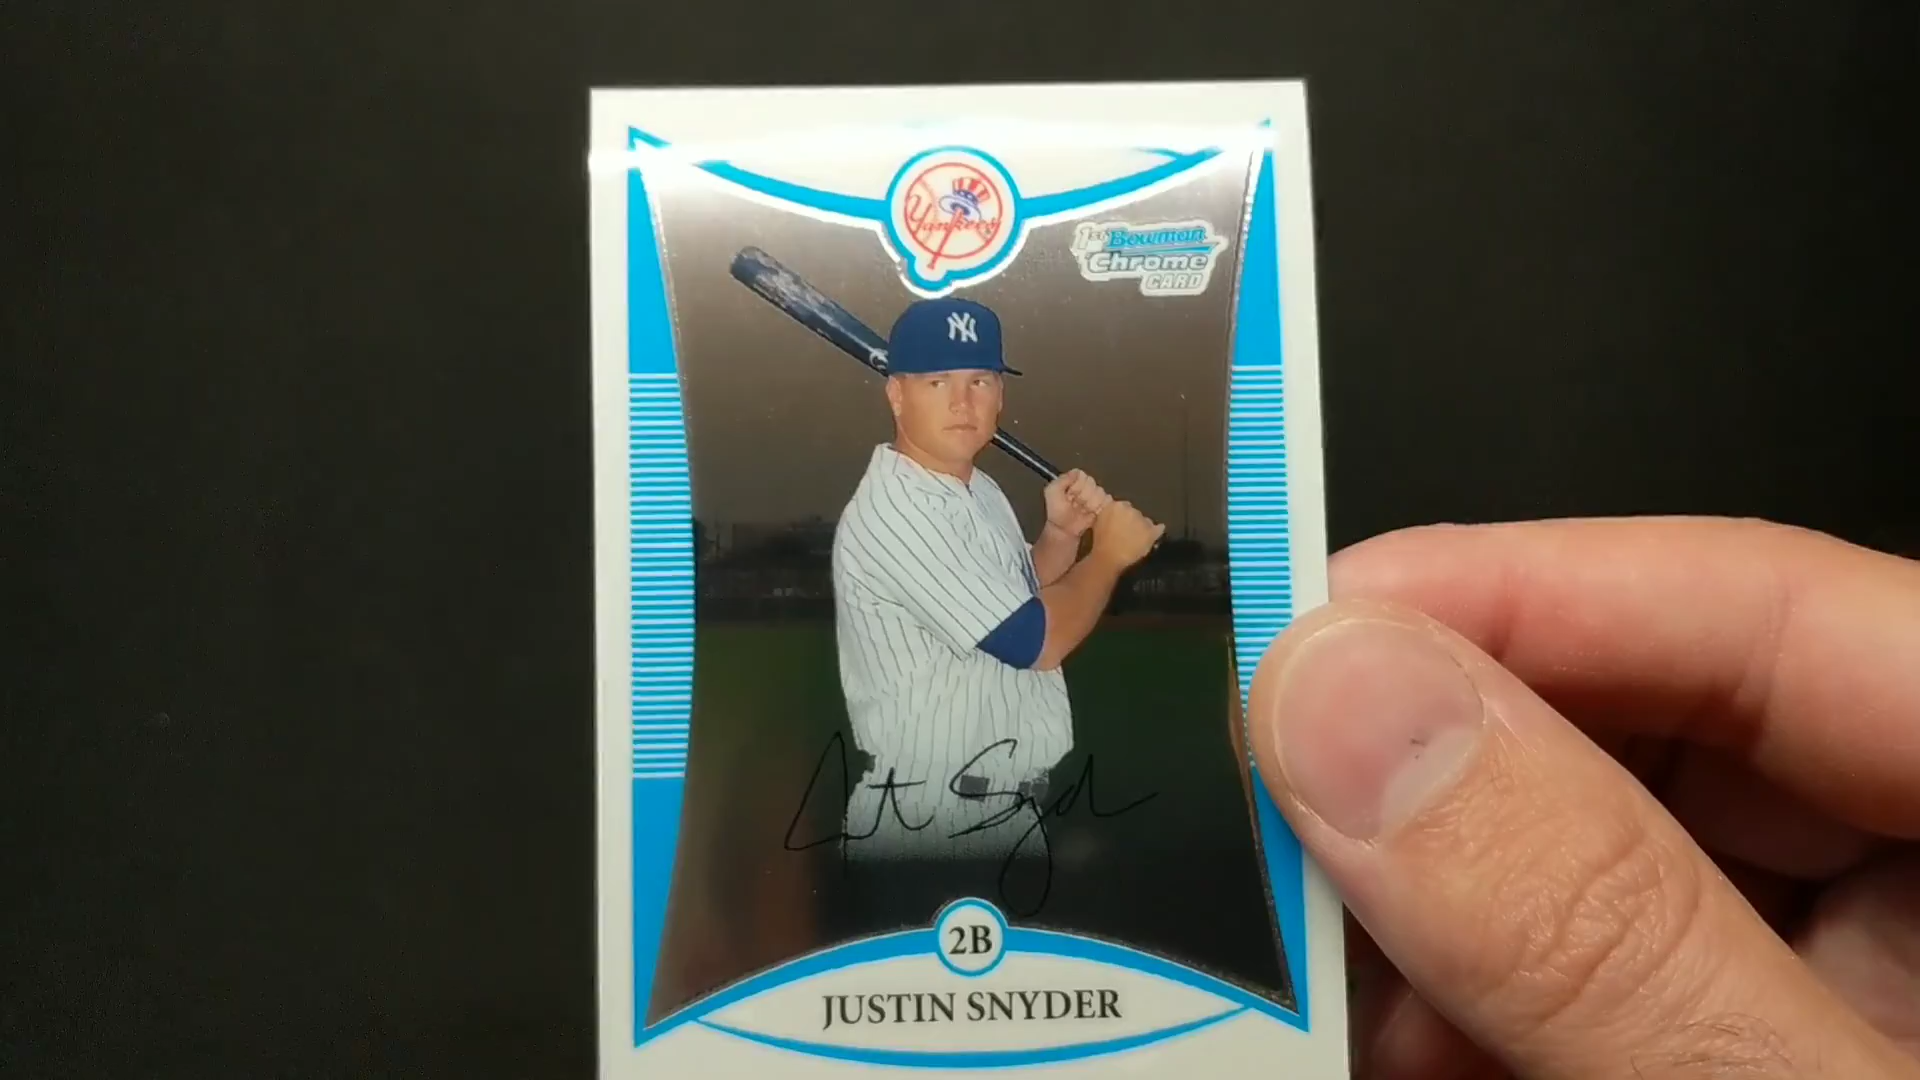 Yankees
1st Bowman
Chrome
CARD
NY
2B
JUSTIN SNYDER